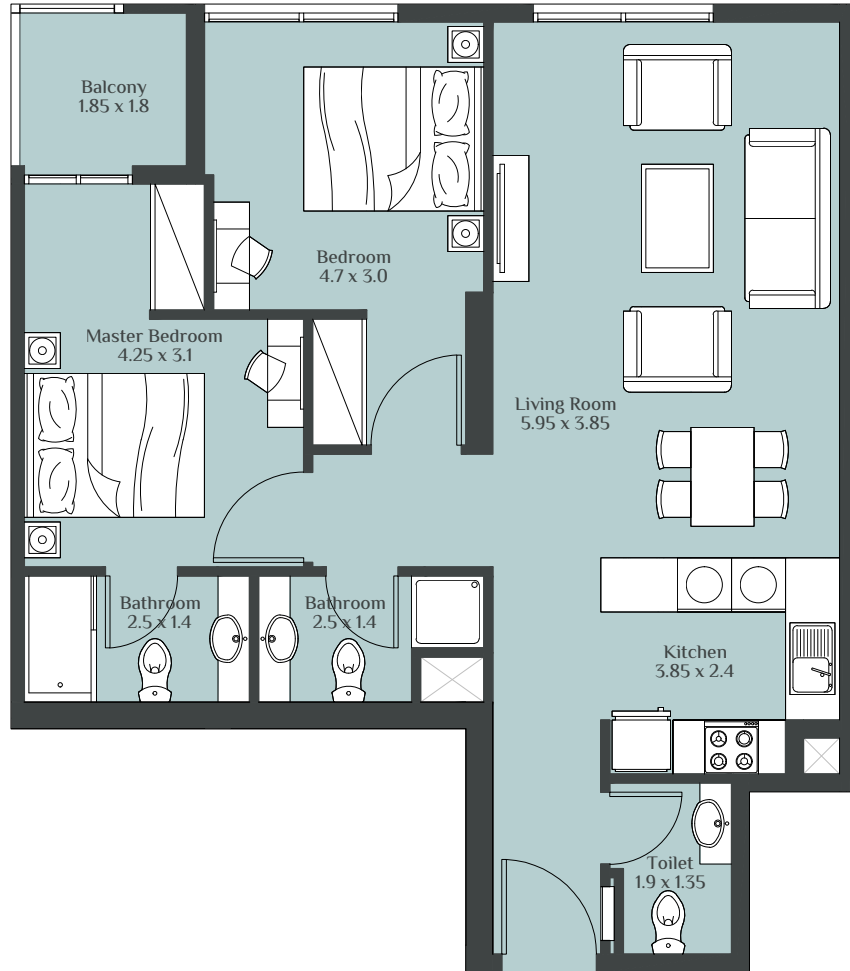 Balcony
1.85 x 1.8
Bedroom
4.7 x 3.0
Master Bedroom
4.25 x 3.1
Living Room
5.95 x 3.85
Bathroom
2.5 x 1.4
Bathroom
2.5 x 1.4
Kitchen
3.85 x 2.4
Toilet
1.9 x 1.35